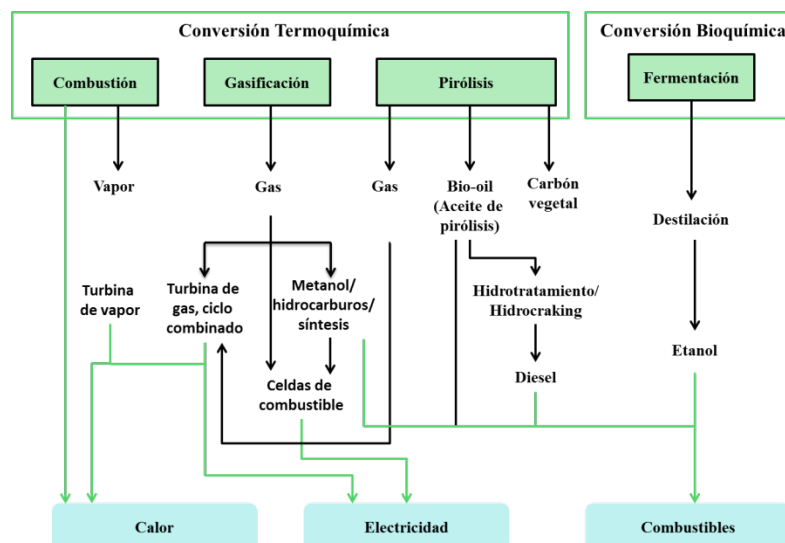 Conversión Termoquímica
Conversión Bioquímica
Combustión
Gasificación
Pirólisis
Fermentación
Vapor
Gas
Gas
Bio-oil
(Aceite de
pirólisis)
Carbón
vegetal
Destilación
Turbina
de vapor
Turbina de
gas, ciclo
combinado
Metanol/
hidrocarburos/
síntesis
Hidrotratamiento/
Hidrocraking
Etanol
Celdas de
combustible
Diesel
Calor
Electricidad
Combustibles